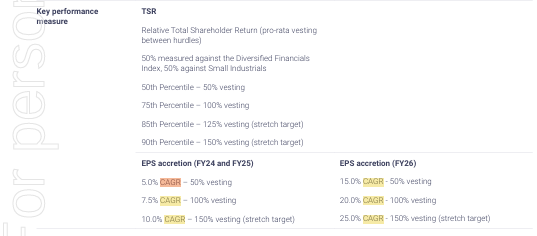 For person
Key performance
measure
TSR
Relative Total Shareholder Return (pro-rata vesting
between hurdles)
50% measured against the Diversified Financials
Index, 50% against Small Industrials
50th Percentile – 50% vesting
75th Percentile – 100% vesting
85th Percentile – 125% vesting (stretch target)
90th Percentile – 150% vesting (stretch target)
EPS accretion (FY24 and FY25) EPS accretion (FY26)
5.0% CAGR – 50% vesting 15.0% CAGR - 50% vesting
7.5% CAGR – 100% vesting 20.0% CAGR - 100% vesting
10.0% CAGR – 150% vesting (stretch target) 25.0% CAGR - 150% vesting (stretch target)